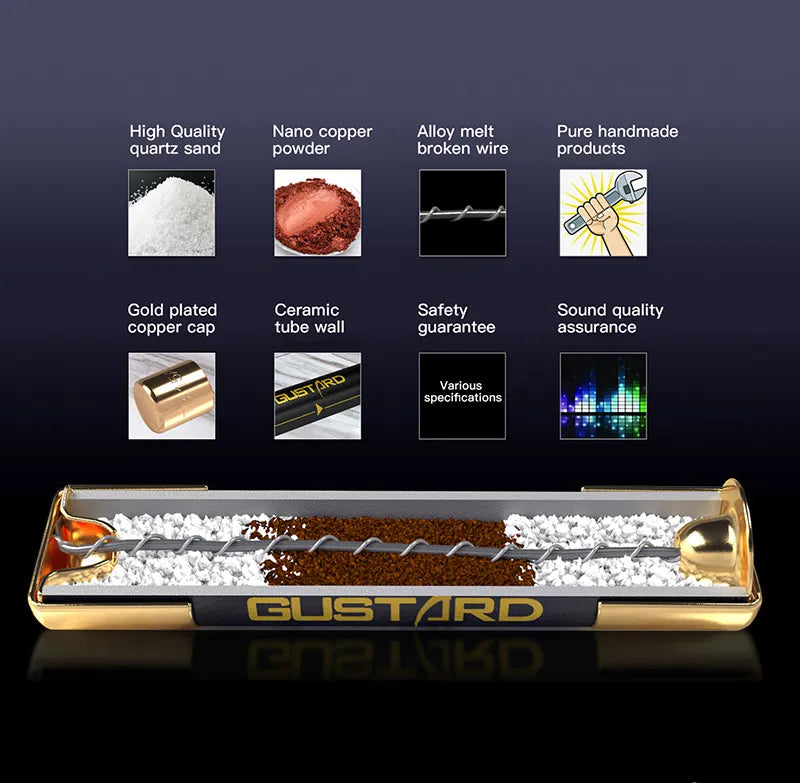 High Quality
quartz sand
Nano copper
powder
Alloy melt
broken wire
Pure handmade
products
Gold plated
copper cap
Ceramic
tube wall
Safety
guarantee
Sound quality
assurance
GUSTARD
Various
specifications
GUSTARD